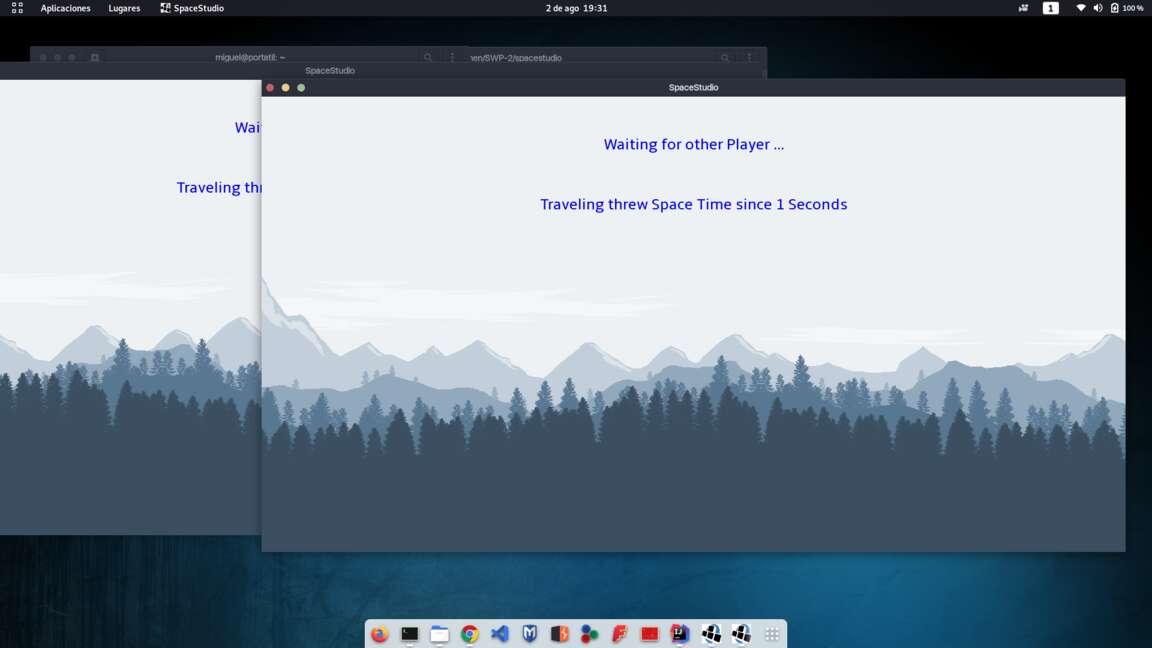 Aplicaciones Lugares SpaceStudio 2 de ago 19:31 1 100 %
miguel@portatil: ~
nen/SWP-2/spacestudio
SpaceStudio
SpaceStudio
Wai
Waiting for other Player ...
Traveling thr
Traveling threw Space Time since 1 Seconds